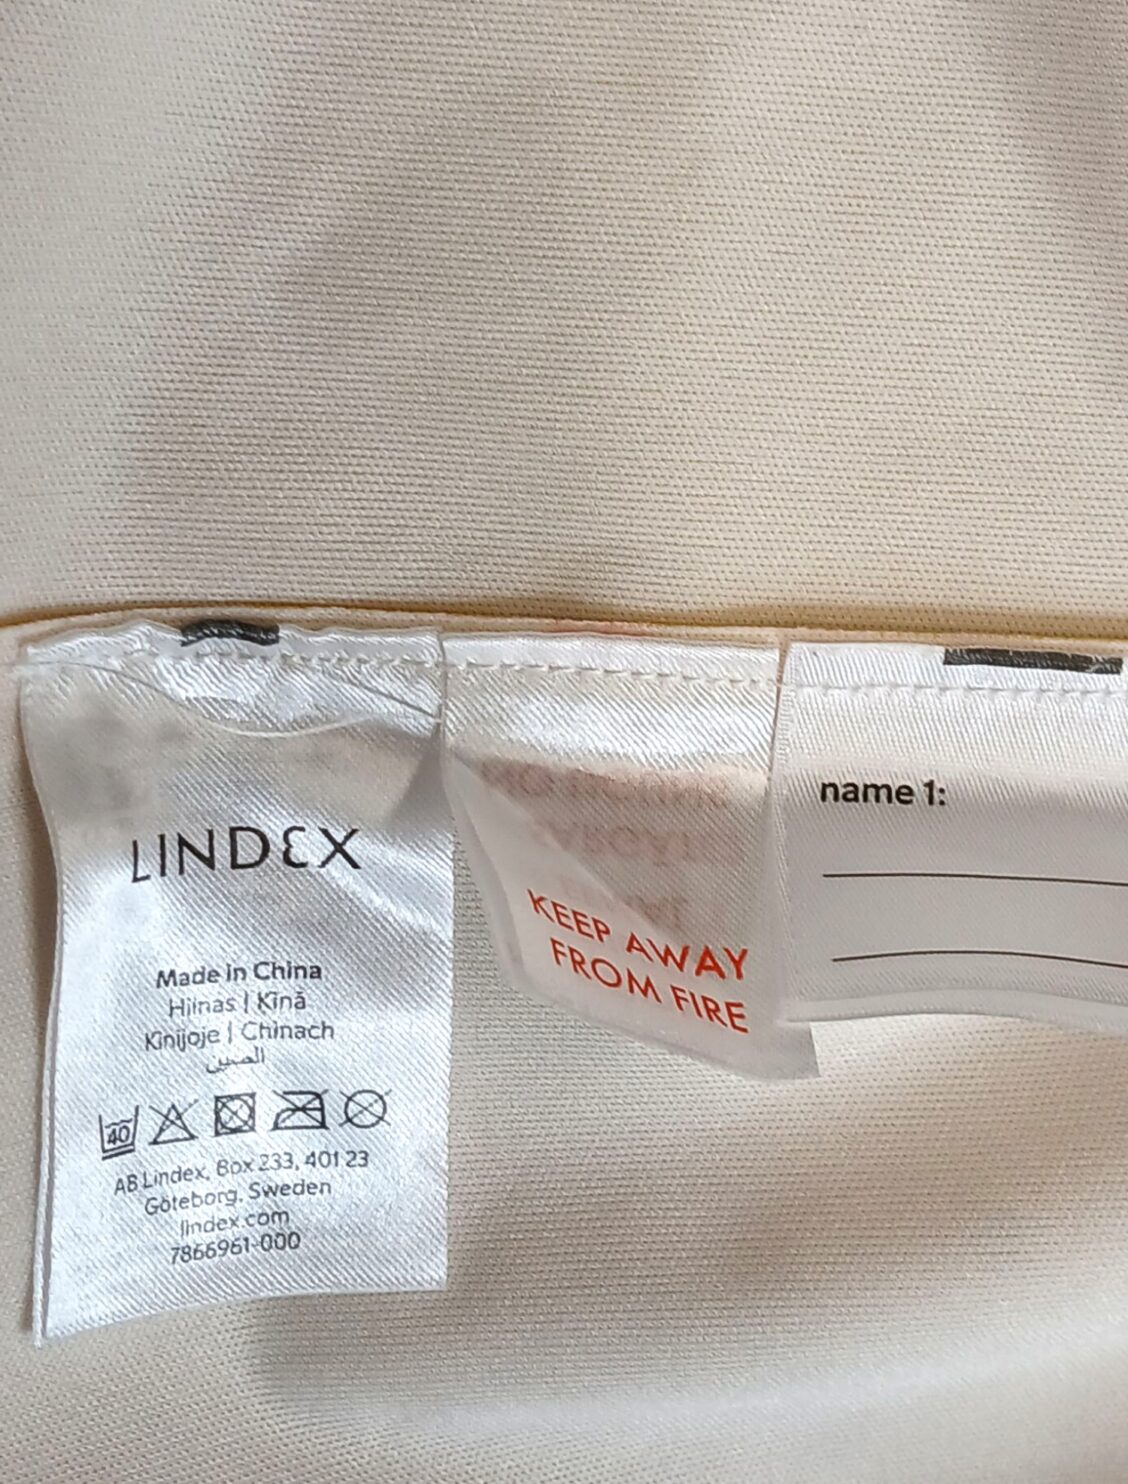 LINDEX
Made in China
Hiinas | Ķīnā
Kinijoje | Chinach
الصين
40
AB Lindex, Box 233, 401 23
Göteborg, Sweden
lindex.com
7866961-000
KEEP AWAY
FROM FIRE
name 1: